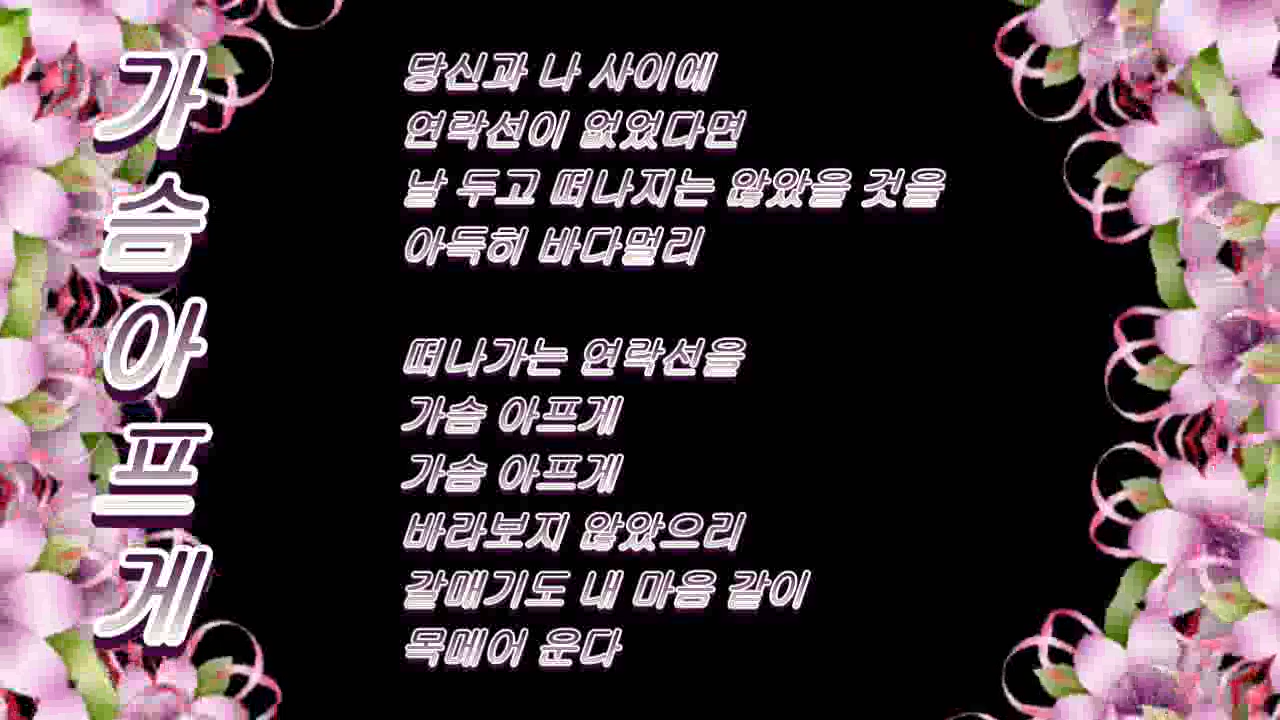 가슴아프게
당신과 나 사이에
연락선이 없었다면
날 두고 떠나지는 않았을 것을
아득히 바다멀리
떠나가는 연락선을
가슴 아프게
가슴 아프게
바라보지 않았으리
갈매기도 내 마음 같이
목메어 운다